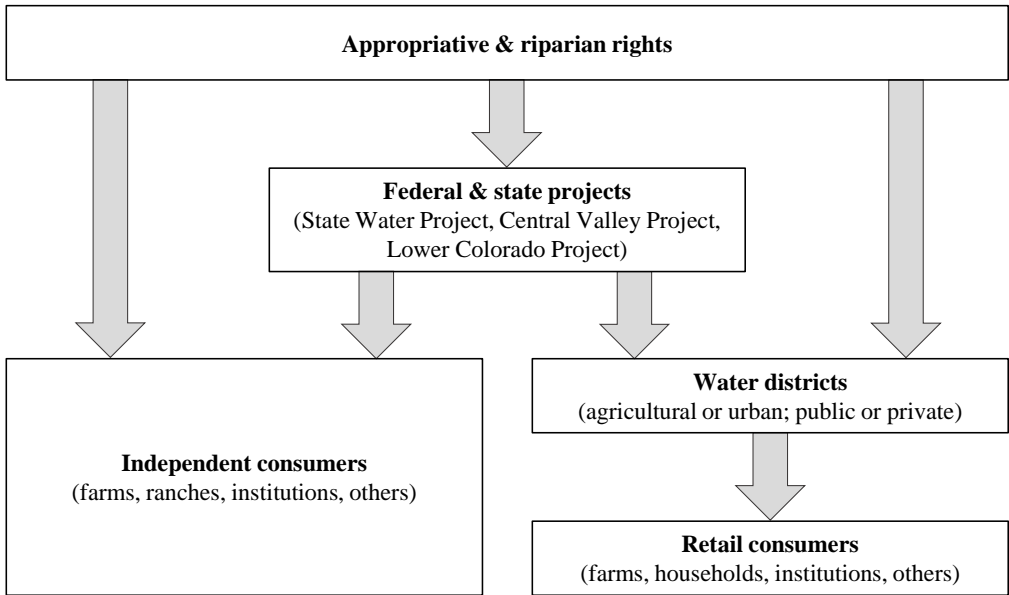 Appropriative & riparian rights
Federal & state projects
(State Water Project, Central Valley Project,
Lower Colorado Project)
Water districts
(agricultural or urban; public or private)
Independent consumers
(farms, ranches, institutions, others)
Retail consumers
(farms, households, institutions, others)